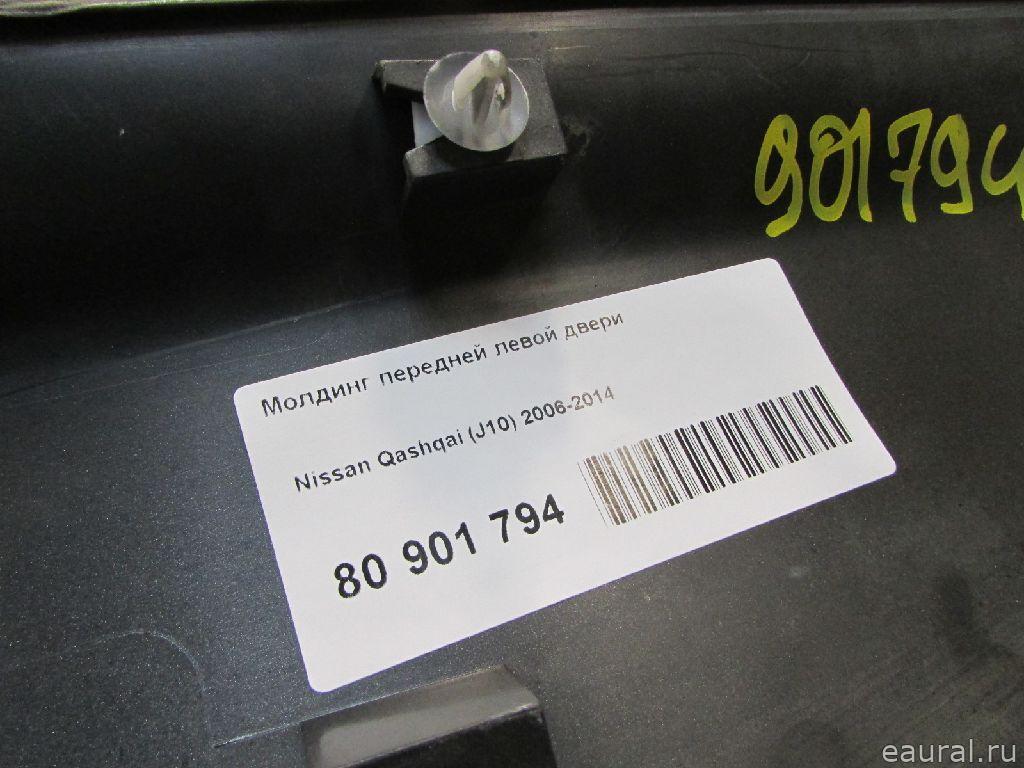 901794
Молдинг передней левой двери
Nissan Qashqai (J10) 2006-2014
80 901 794
eaural.ru